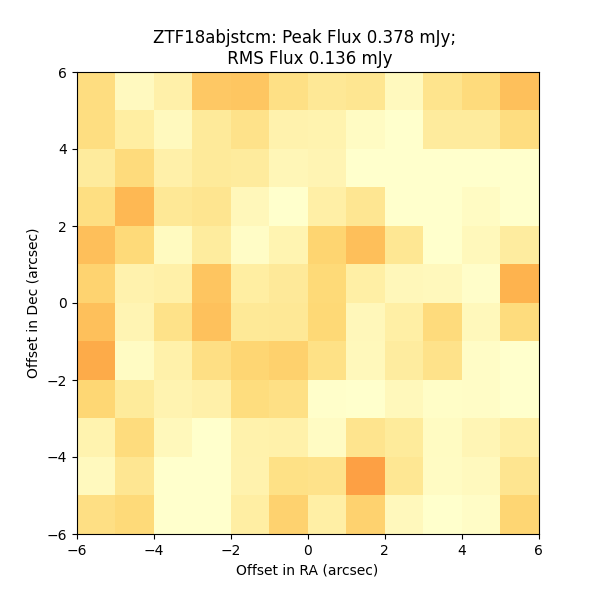 ZTF18abjstcm: Peak Flux 0.378 mJy;
RMS Flux 0.136 mJy
6
4
2
0
−2
−4
−6
Offset in Dec (arcsec)
−6 −4 −2 0 2 4 6
Offset in RA (arcsec)